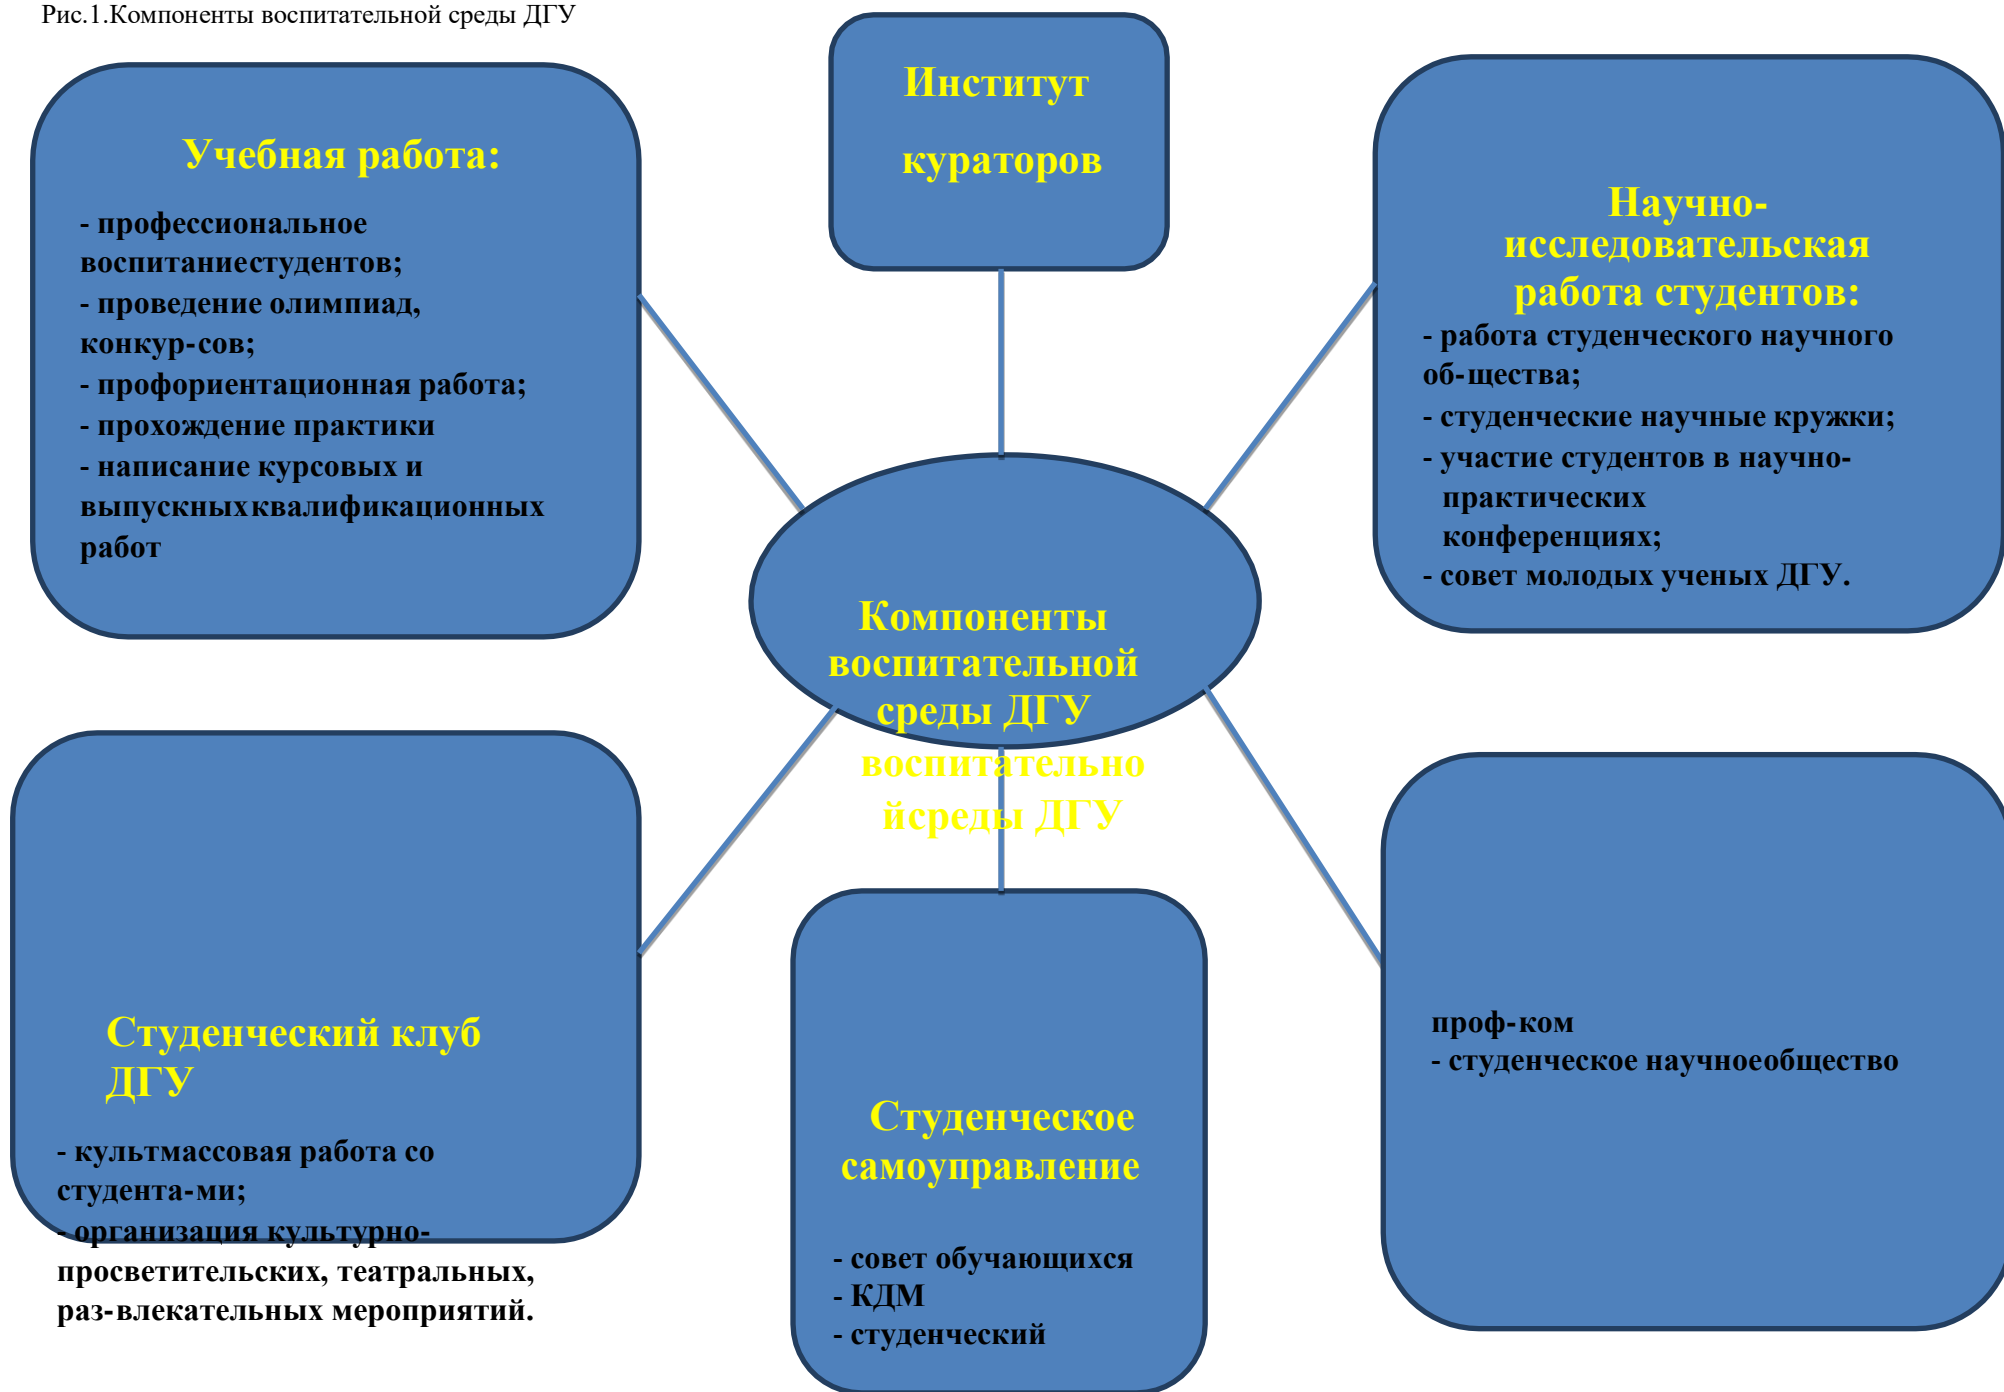 Рис.1.Компоненты воспитательной среды ДГУ
Институт
кураторов
Учебная работа:
- профессиональное
воспитаниестудентов;
- проведение олимпиад,
конкур-сов;
- профориентационная работа;
- прохождение практики
- написание курсовых и
выпускныхквалификационных
работ
Научно-
исследовательская
работа студентов:
- работа студенческого научного
об-щества;
- студенческие научные кружки;
- участие студентов в научно-
практических
конференциях;
- совет молодых ученых ДГУ.
Компоненты
воспитательной
среды ДГУ
воспитательно
йсреды ДГУ
Студенческий клуб
ДГУ
- культмассовая работа со
студента-ми;
- организация культурно-
просветительских, театральных,
раз-влекательных мероприятий.
Студенческое
самоуправление
- совет обучающихся
- КДМ
- студенческий
проф-ком
- студенческое научноеобщество